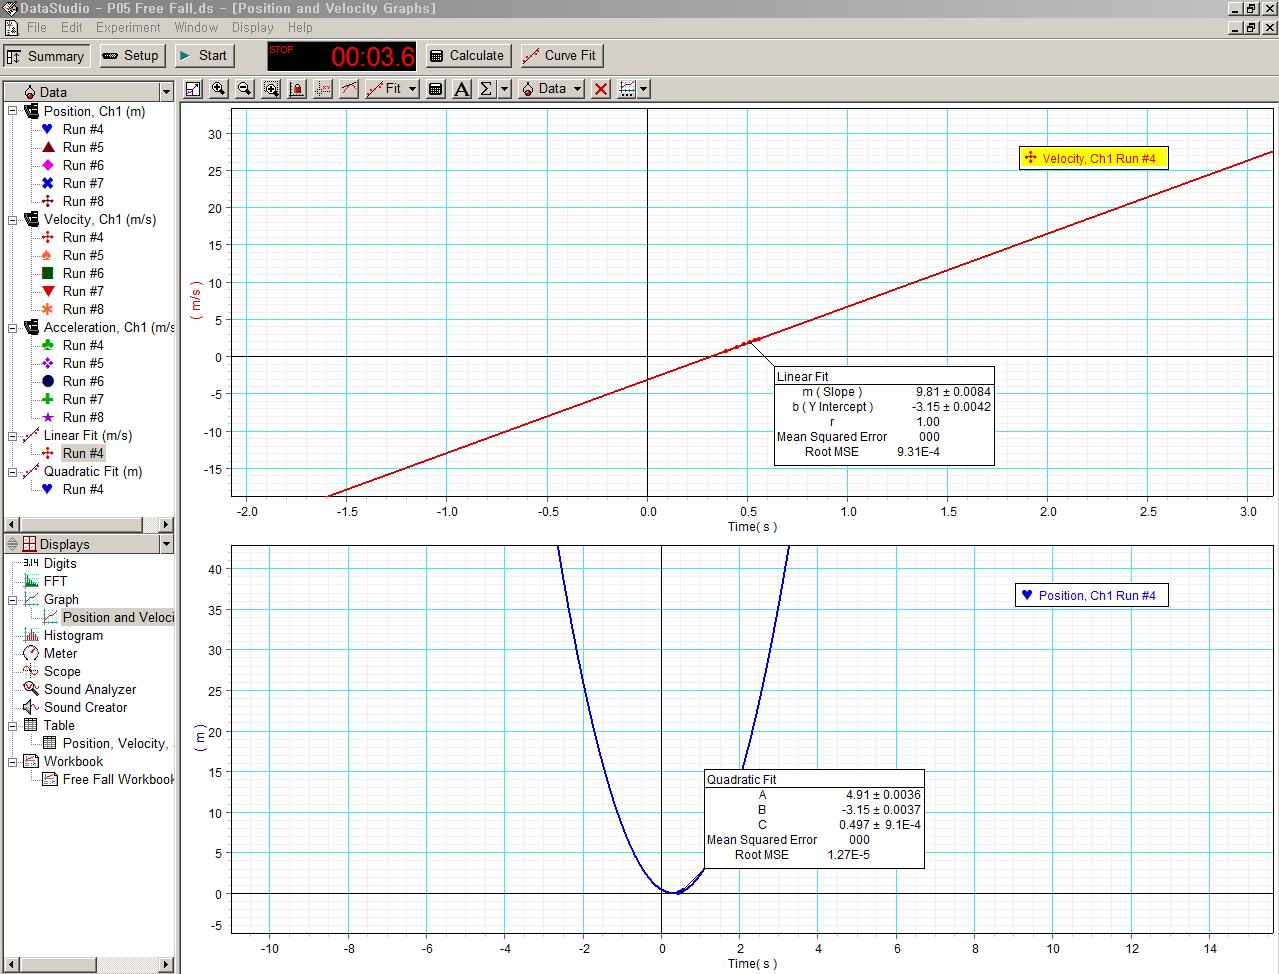 DataStudio - P05 Free Fall.ds - [Position and Velocity Graphs]
File Edit Experiment Window Display Help
Summary Setup Start STOP 00:03.6 Calculate Curve Fit
Data
Fit A Σ Data
Position, Ch1 (m)
Run #4
Run #5
Run #6
Run #7
Run #8
Velocity, Ch1 (m/s)
Run #4
Run #5
Run #6
Run #7
Run #8
Acceleration, Ch1 (m/s
Run #4
Run #5
Run #6
Run #7
Run #8
Linear Fit (m/s)
Run #4
Quadratic Fit (m)
Run #4
Displays
3.14 Digits
FFT
Graph
Position and Veloci
Histogram
Meter
Scope
Sound Analyzer
Sound Creator
Table
Position, Velocity,
Workbook
Free Fall Workbook
30
25
20
15
10
5
0
-5
-10
-15
( m/s )
Velocity, Ch1 Run #4
Linear Fit
m ( Slope ) 9.81 ± 0.0084
b ( Y Intercept ) -3.15 ± 0.0042
r 1.00
Mean Squared Error 000
Root MSE 9.31E-4
-2.0 -1.5 -1.0 -0.5 0.0 0.5 1.0 1.5 2.0 2.5 3.0
Time( s )
40
35
30
25
20
15
10
5
0
-5
( m )
Position, Ch1 Run #4
Quadratic Fit
A 4.91 ± 0.0036
B -3.15 ± 0.0037
C 0.497 ± 9.1E-4
Mean Squared Error 000
Root MSE 1.27E-5
-10 -8 -6 -4 -2 0 2 4 6 8 10 12 14
Time( s )